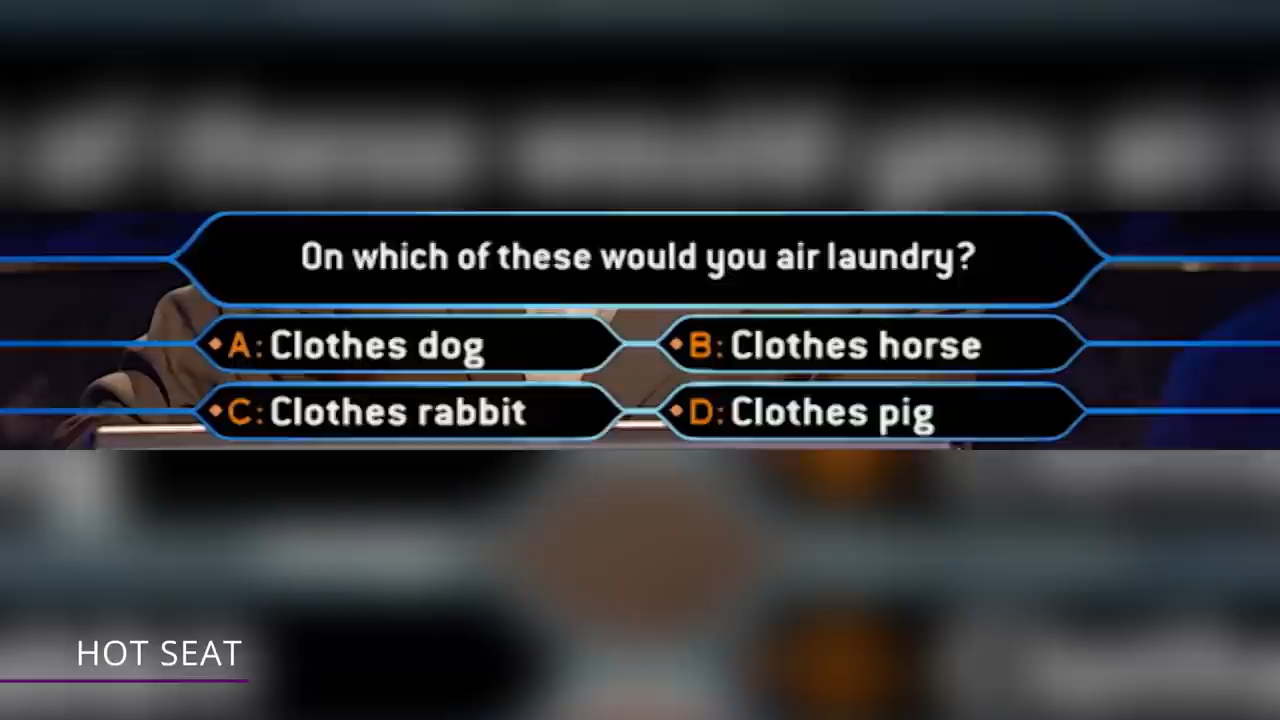 On which of these would you air laundry?
A: Clothes dog
B: Clothes horse
C: Clothes rabbit
D: Clothes pig
HOT SEAT